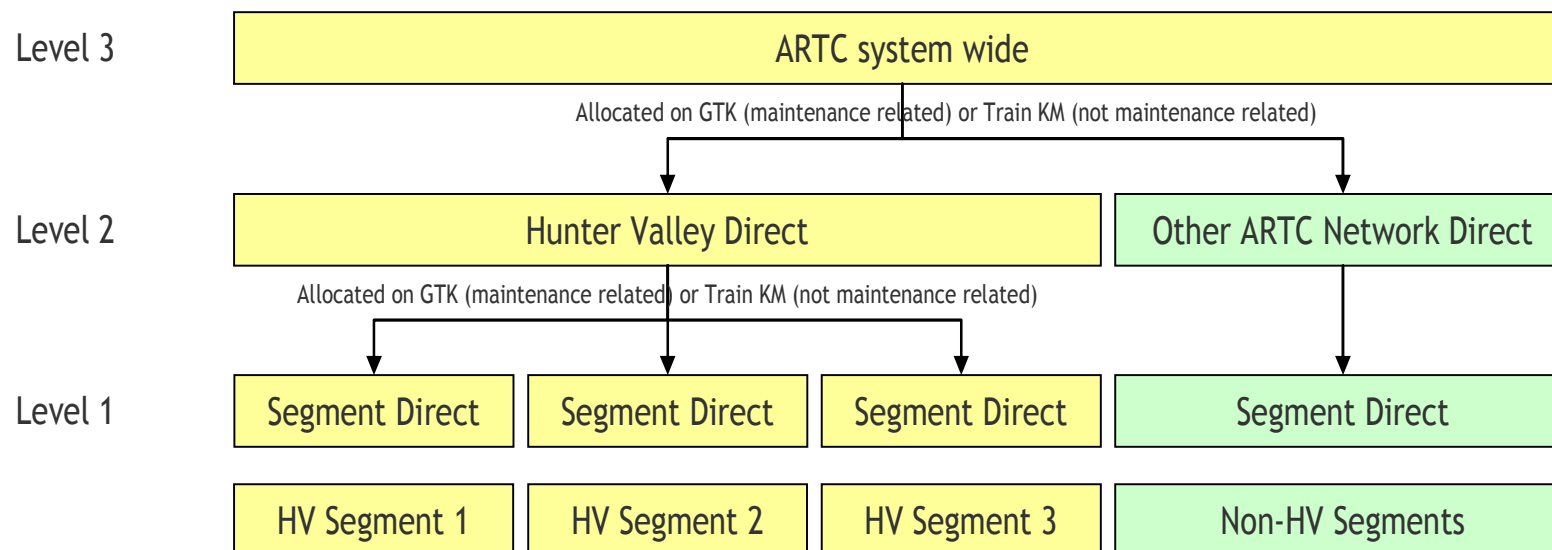 Level 3
ARTC system wide
Allocated on GTK (maintenance related) or Train KM (not maintenance related)
Level 2
Hunter Valley Direct
Other ARTC Network Direct
Allocated on GTK (maintenance related) or Train KM (not maintenance related)
Level 1
Segment Direct
Segment Direct
Segment Direct
Segment Direct
HV Segment 1
HV Segment 2
HV Segment 3
Non-HV Segments